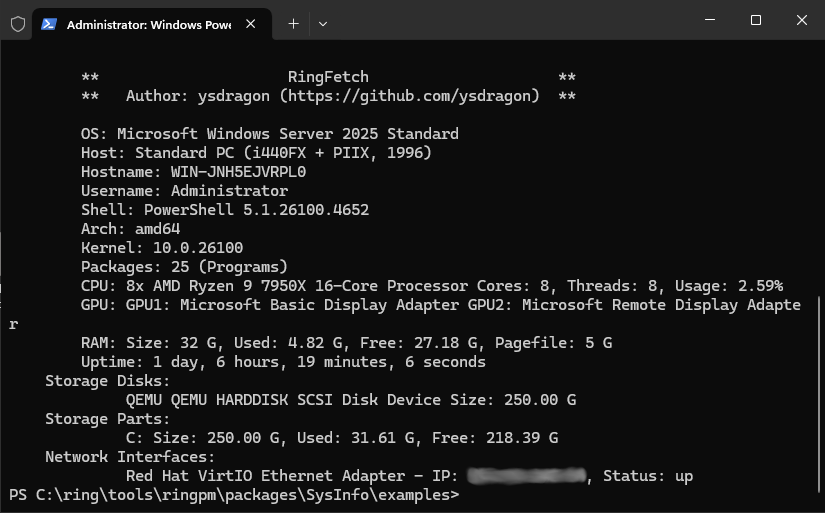 Administrator: Windows Powe
** RingFetch **
** Author: ysdragon (https://github.com/ysdragon) **
OS: Microsoft Windows Server 2025 Standard
Host: Standard PC (i440FX + PIIX, 1996)
Hostname: WIN-JNH5EJVRPL0
Username: Administrator
Shell: PowerShell 5.1.26100.4652
Arch: amd64
Kernel: 10.0.26100
Packages: 25 (Programs)
CPU: 8x AMD Ryzen 9 7950X 16-Core Processor Cores: 8, Threads: 8, Usage: 2.59%
GPU: GPU1: Microsoft Basic Display Adapter GPU2: Microsoft Remote Display Adapte
r
RAM: Size: 32 G, Used: 4.82 G, Free: 27.18 G, Pagefile: 5 G
Uptime: 1 day, 6 hours, 19 minutes, 6 seconds
Storage Disks:
QEMU QEMU HARDDISK SCSI Disk Device Size: 250.00 G
Storage Parts:
C: Size: 250.00 G, Used: 31.61 G, Free: 218.39 G
Network Interfaces:
Red Hat VirtIO Ethernet Adapter - IP: , Status: up
PS C:\ring\tools\ringpm\packages\SysInfo\examples>